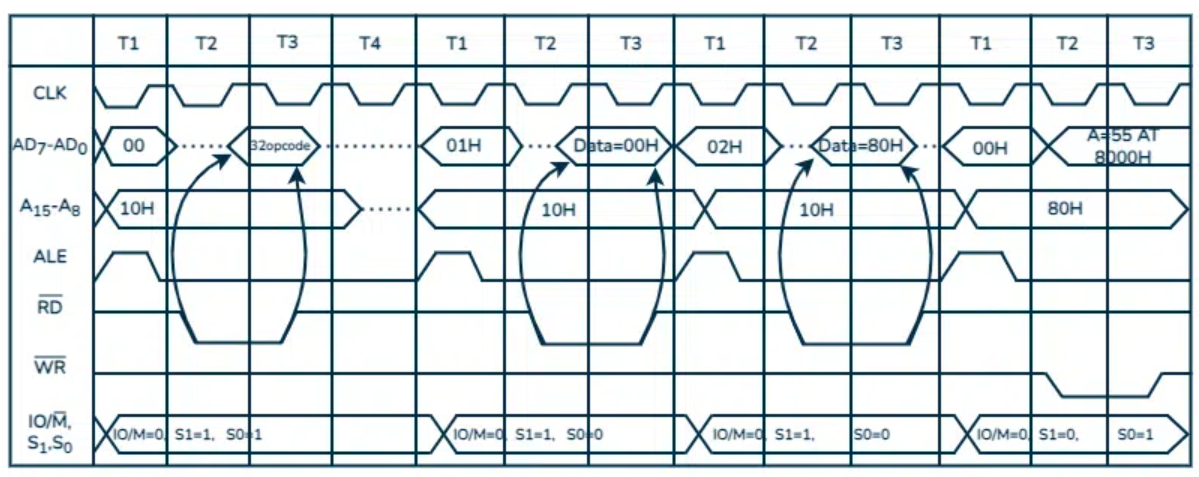 T1 T2 T3 T4 T1 T2 T3 T1 T2 T3 T1 T2 T3
CLK
AD7-AD0 00 32opcode 01H Data=00H 02H Data=80H 00H A=55 AT
8000H
A15-A8 10H 10H 10H 80H
ALE
R̅D̅
W̅R̅
IO/M̅,
S1,S0 IO/M=0, S1=1, S0=1 IO/M=0, S1=1, S0=0 IO/M=0, S1=1, S0=0 IO/M=0, S1=0, S0=1